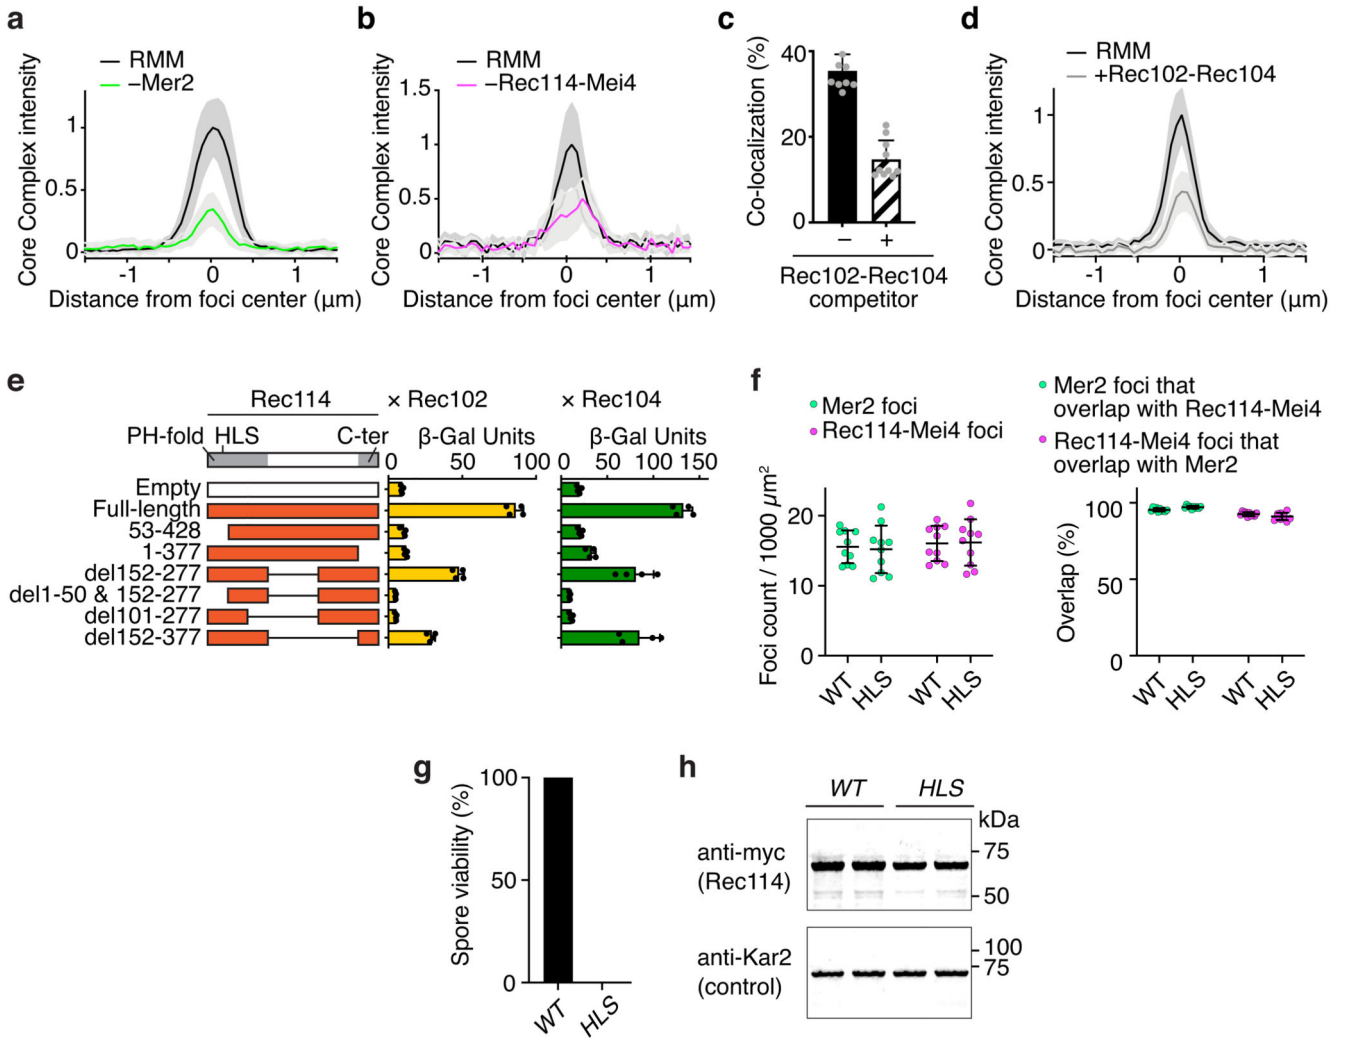 a
RMM
–Mer2
Core Complex intensity
1
0.5
0
-1
0
1
Distance from foci center (μm)
b
RMM
–Rec114-Mei4
Core Complex intensity
1.5
1
0.5
0
-1
0
1
Distance from foci center (μm)
c
Co-localization (%)
40
20
0
–
+
Rec102-Rec104
competitor
d
RMM
+Rec102-Rec104
Core Complex intensity
1
0.5
0
-1
0
1
Distance from foci center (μm)
e
Rec114
× Rec102
× Rec104
PH-fold
HLS
C-ter
β-Gal Units
β-Gal Units
0
50
100
0
50
100
150
Empty
Full-length
53-428
1-377
del152-277
del1-50 & 152-277
del101-277
del152-377
f
Mer2 foci
Rec114-Mei4 foci
Foci count / 1000 μm²
20
10
0
WT
HLS
WT
HLS
Mer2 foci that
overlap with Rec114-Mei4
Rec114-Mei4 foci that
overlap with Mer2
Overlap (%)
100
50
0
WT
HLS
WT
HLS
g
Spore viability (%)
100
50
0
WT
HLS
h
WT
HLS
kDa
anti-myc
(Rec114)
75
50
anti-Kar2
(control)
100
75